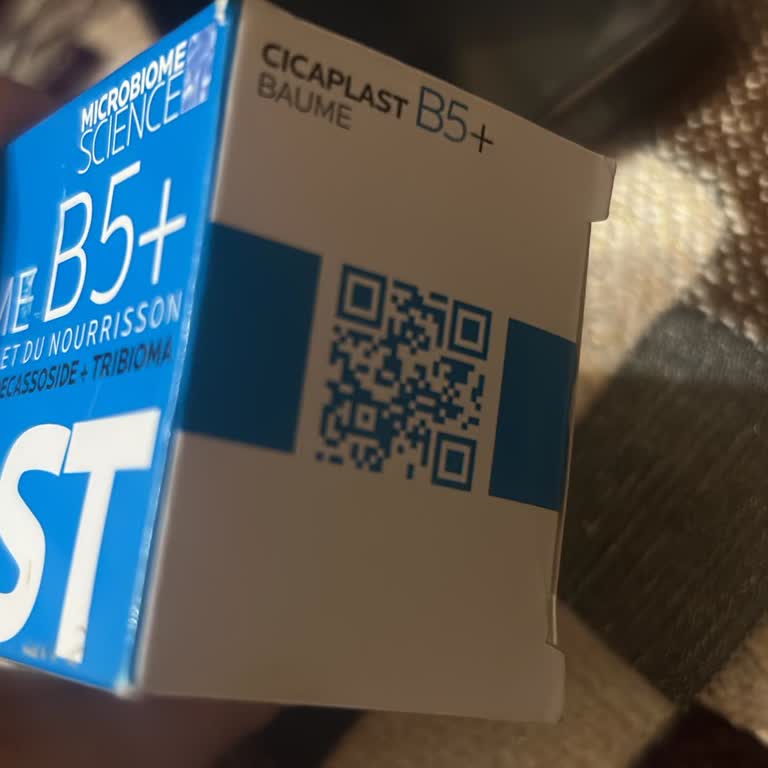 MICROBIOME
SCIENCE
B5+
ET DU NOURRISSON
+ TRIBIOMA
ST
CICAPLAST B5+
BAUME